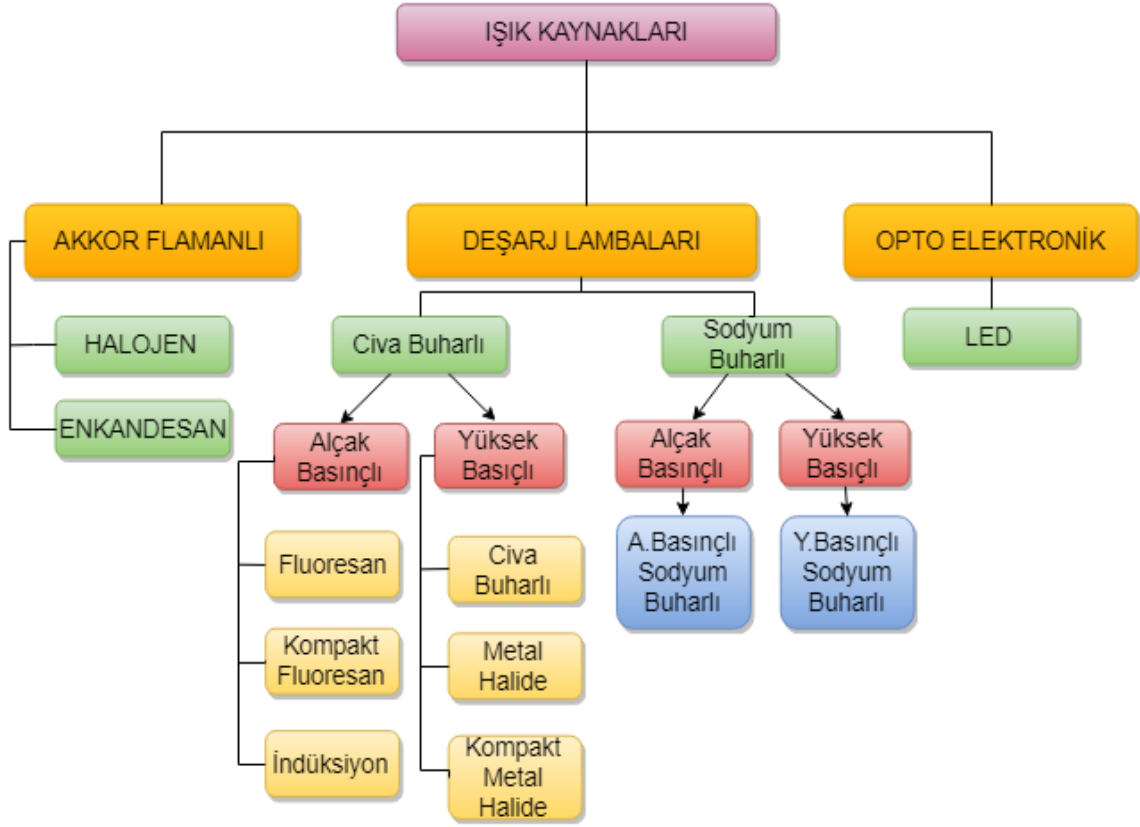 IŞIK KAYNAKLARI
AKKOR FLAMANLI
DEŞARJ LAMBALARI
OPTO ELEKTRONİK
HALOJEN
ENKANDESAN
Civa Buharlı
Sodyum
Buharlı
LED
Alçak
Basınçlı
Yüksek
Basıçlı
Alçak
Basınçlı
Yüksek
Basıçlı
Fluoresan
Kompakt
Fluoresan
İndüksiyon
Civa
Buharlı
Metal
Halide
Kompakt
Metal
Halide
A.Basınçlı
Sodyum
Buharlı
Y.Basınçlı
Sodyum
Buharlı